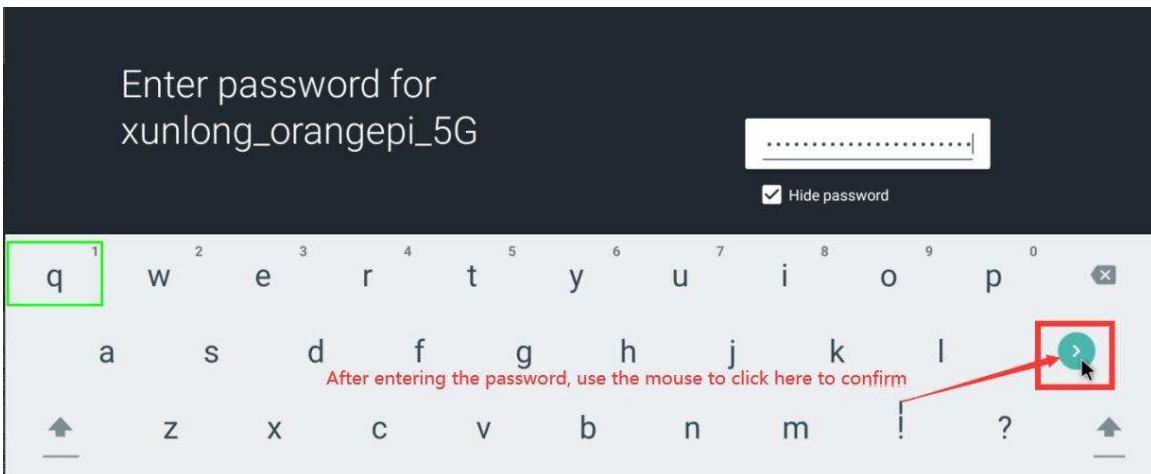 Enter password for
xunlong_orangepi_5G
•••••••••••••••••••••••
Hide password
q 1 w 2 e 3 r 4 t 5 y 6 u 7 i 8 o 9 p 0
a s d f g h j k l
After entering the password, use the mouse to click here to confirm
z x c v b n m ! ?